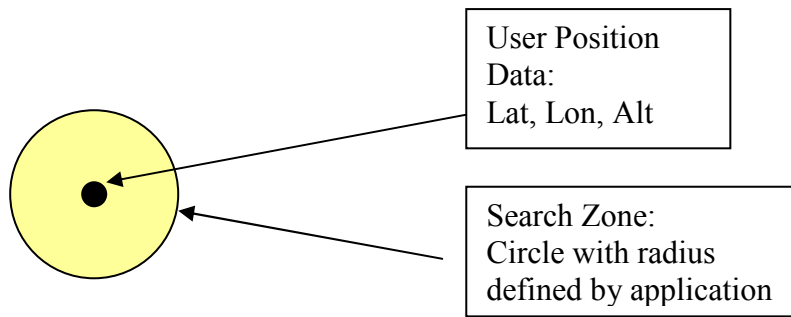 User Position
Data:
Lat, Lon, Alt
Search Zone:
Circle with radius
defined by application